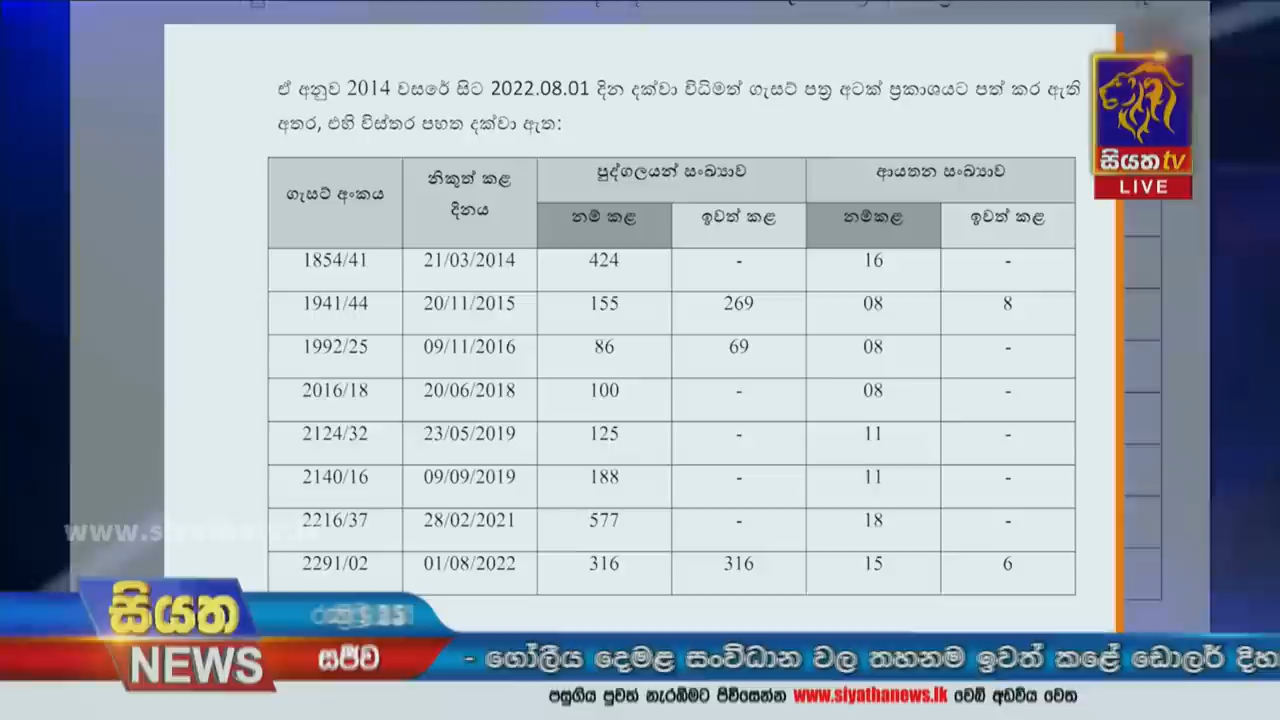 ඒ අනුව 2014 වසරේ සිට 2022.08.01 දින දක්වා විධිමත් ගැසට් පත්‍ර අටක් ප්‍රකාශයට පත් කර ඇති
අතර, එහි විස්තර පහත දක්වා ඇත:
ගැසට් අංකය නිකුත් කළ දිනය පුද්ගලයන් සංඛ්‍යාව ආයතන සංඛ්‍යාව
නම් කළ ඉවත් කළ නම්කළ ඉවත් කළ
1854/41 21/03/2014 424 - 16 -
1941/44 20/11/2015 155 269 08 8
1992/25 09/11/2016 86 69 08 -
2016/18 20/06/2018 100 - 08 -
2124/32 23/05/2019 125 - 11 -
2140/16 09/09/2019 188 - 11 -
2216/37 28/02/2021 577 - 18 -
2291/02 01/08/2022 316 316 15 6
සියත tv
LIVE
සියත
NEWS
සජීව
- ගෝලීය දෙමළ සංවිධාන වල තහනම ඉවත් කළේ ඩොලර්
පසුගිය පුවත් නැරඹීමට පිවිසෙන්න www.siyathanews.lk වෙබ් අඩවිය වෙත